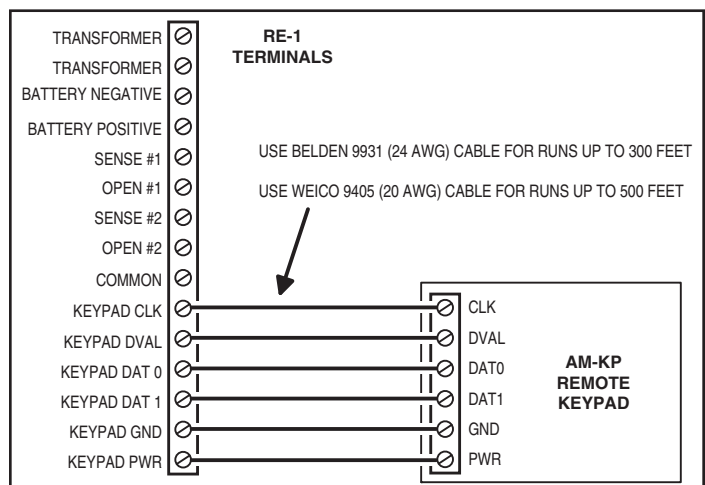 RE-1
TERMINALS
TRANSFORMER
TRANSFORMER
BATTERY NEGATIVE
BATTERY POSITIVE
SENSE #1
OPEN #1
SENSE #2
OPEN #2
COMMON
KEYPAD CLK
KEYPAD DVAL
KEYPAD DAT 0
KEYPAD DAT 1
KEYPAD GND
KEYPAD PWR
USE BELDEN 9931 (24 AWG) CABLE FOR RUNS UP TO 300 FEET
USE WEICO 9405 (20 AWG) CABLE FOR RUNS UP TO 500 FEET
CLK
DVAL
DAT0
DAT1
GND
PWR
AM-KP
REMOTE
KEYPAD